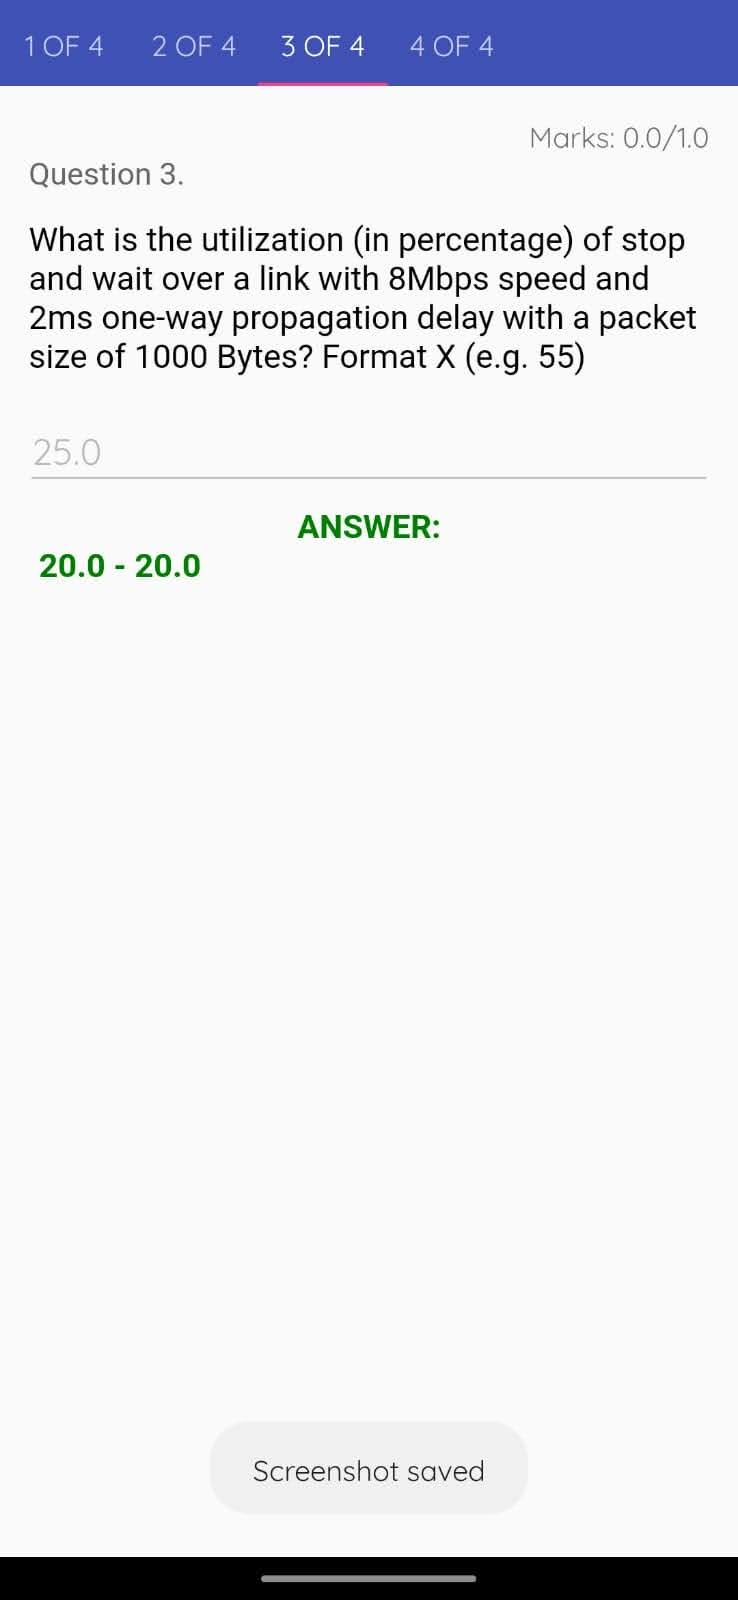 1 OF 4 2 OF 4 3 OF 4 4 OF 4
Marks: 0.0/1.0
Question 3.
What is the utilization (in percentage) of stop
and wait over a link with 8Mbps speed and
2ms one-way propagation delay with a packet
size of 1000 Bytes? Format X (e.g. 55)
25.0
ANSWER:
20.0 - 20.0
Screenshot saved